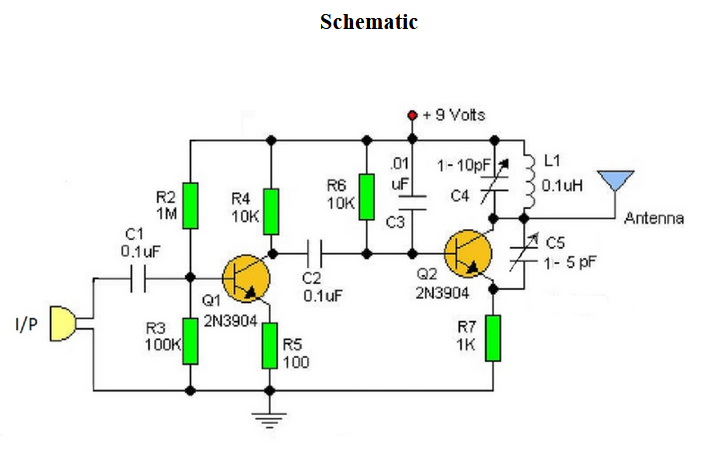 Schematic
+ 9 Volts
R2
1M
R4
10K
R6
10K
.01
uF
C3
1-10pF
C4
L1
0.1uH
Antenna
C1
0.1uF
C2
0.1uF
Q1
2N3904
Q2
2N3904
C5
1- 5 pF
I/P
R3
100K
R5
100
R7
1K